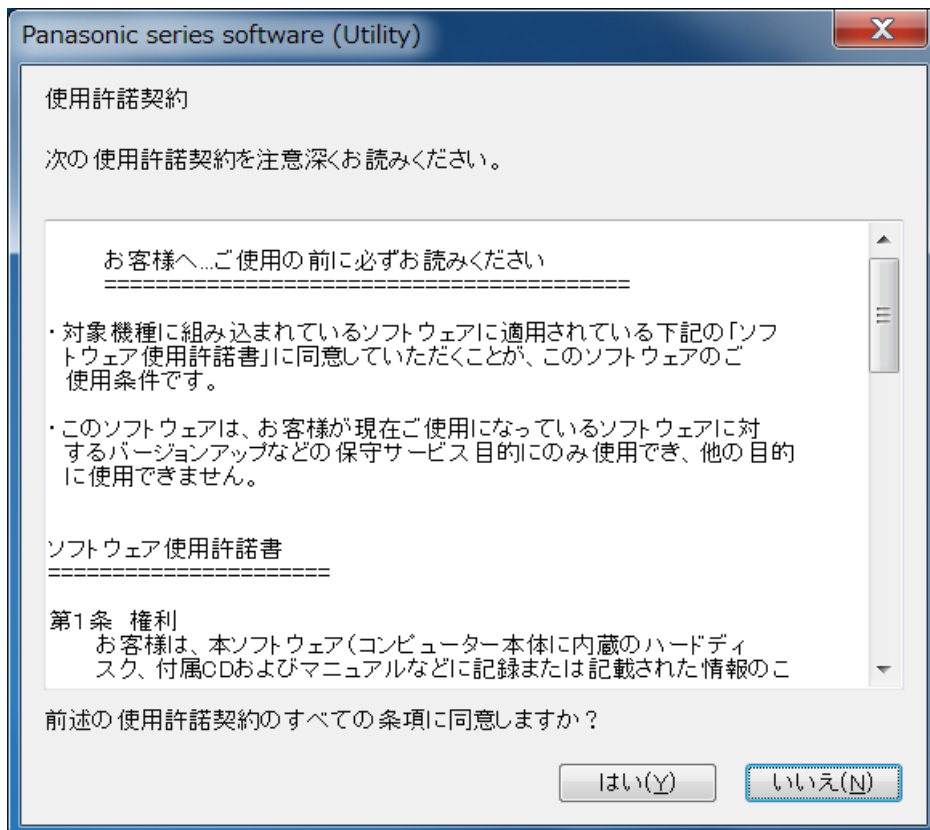 Panasonic series software (Utility)
使用許諾契約
次の使用許諾契約を注意深くお読みください。
お客様へ...ご使用の前に必ずお読みください
=========================================
・対象機種に組み込まれているソフトウェアに適用されている下記の「ソフ
トウェア使用許諾書」に同意していただくことが、このソフトウェアのご
使用条件です。
・このソフトウェアは、お客様が現在ご使用になっているソフトウェアに対
するバージョンアップなどの保守サービス目的にのみ使用でき、他の目的
に使用できません。
ソフトウェア使用許諾書
======================
第1条 権利
お客様は、本ソフトウェア(コンピューター本体に内蔵のハードディ
スク、付属CDおよびマニュアルなどに記録または記載された情報のこ
前述の使用許諾契約のすべての条項に同意しますか?
はい(Y)
いいえ(N)